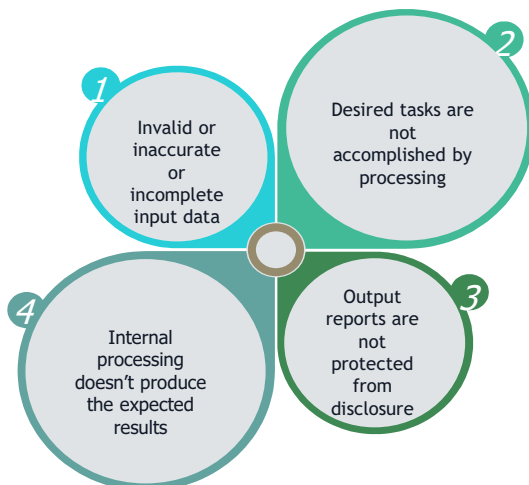 1
Invalid or
inaccurate
or
incomplete
input data
2
Desired tasks are
not
accomplished by
processing
3
Output
reports are
not
protected
from
disclosure
4
Internal
processing
doesn’t produce
the expected
results